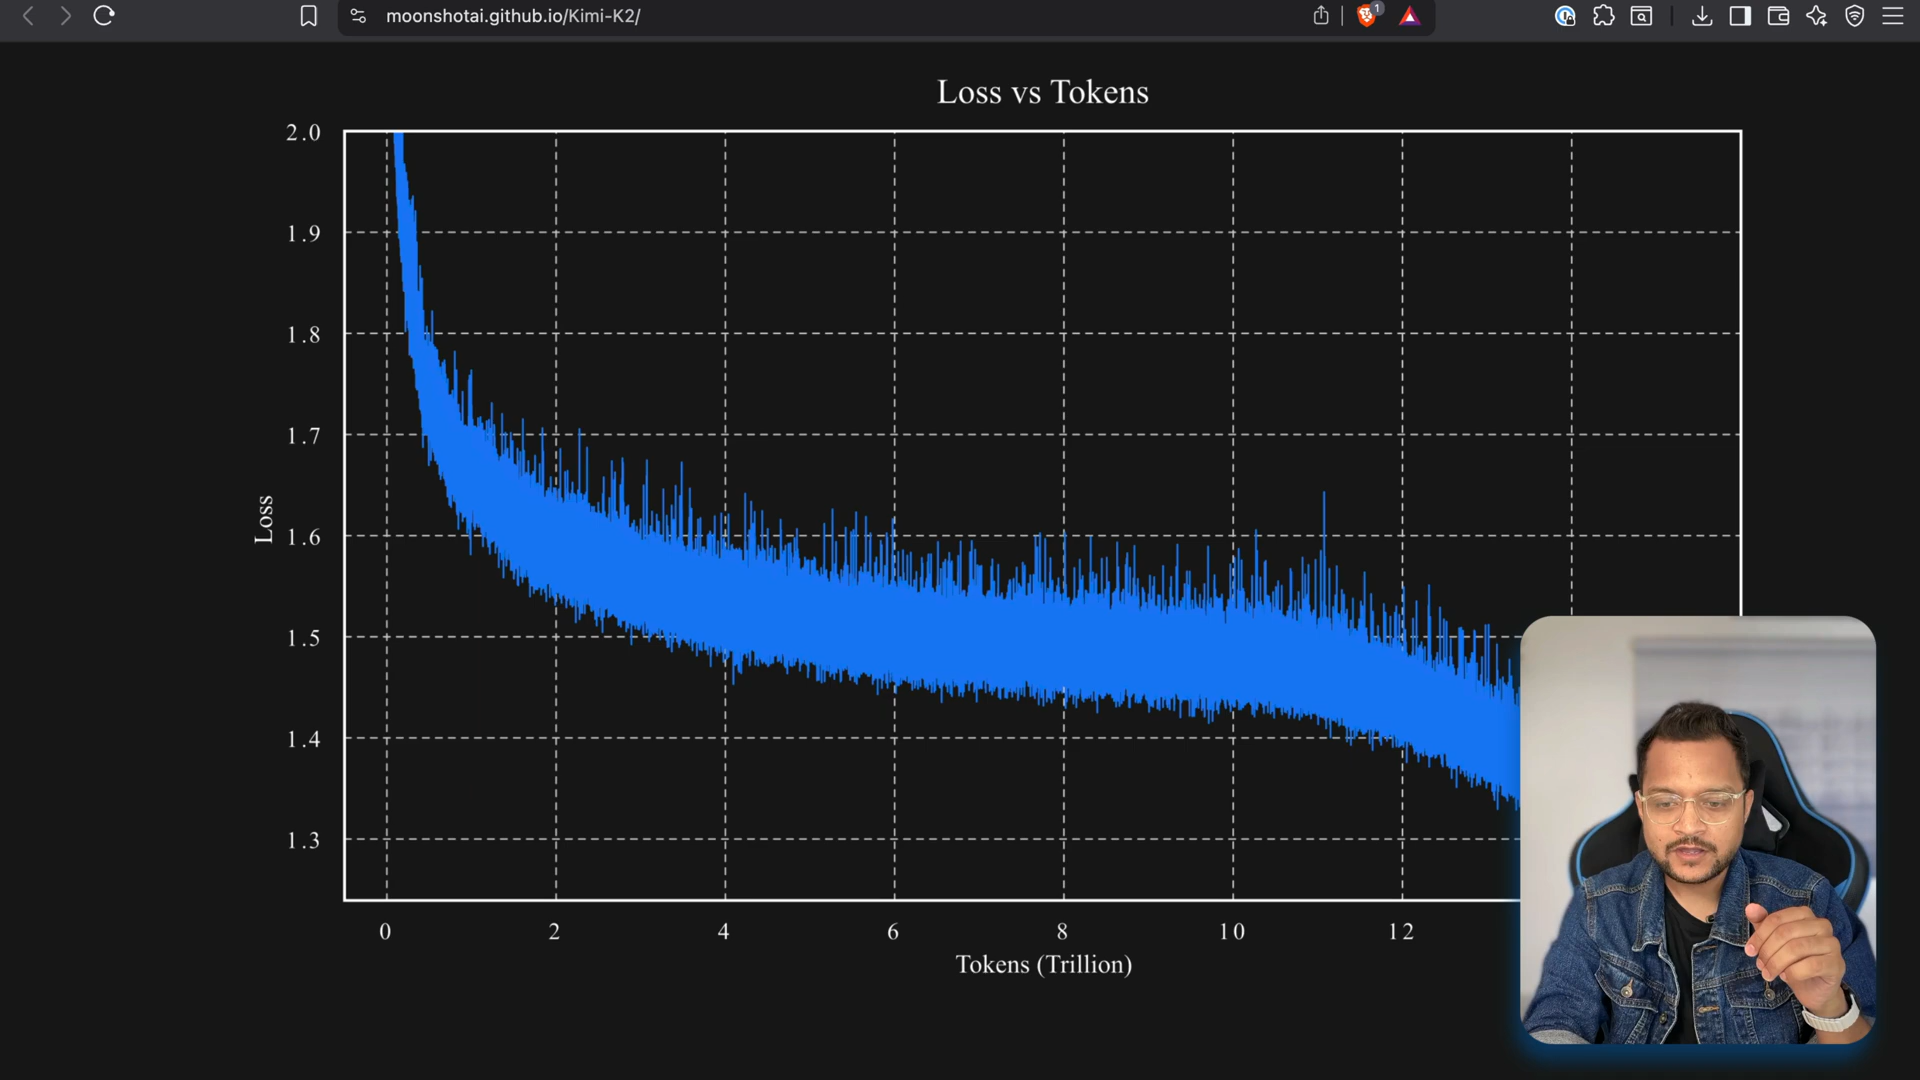 moonshotai.github.io/Kimi-K2/
1
Loss vs Tokens
2.0
1.9
1.8
1.7
1.6
1.5
1.4
1.3
Loss
0 2 4 6 8 10 12
Tokens (Trillion)